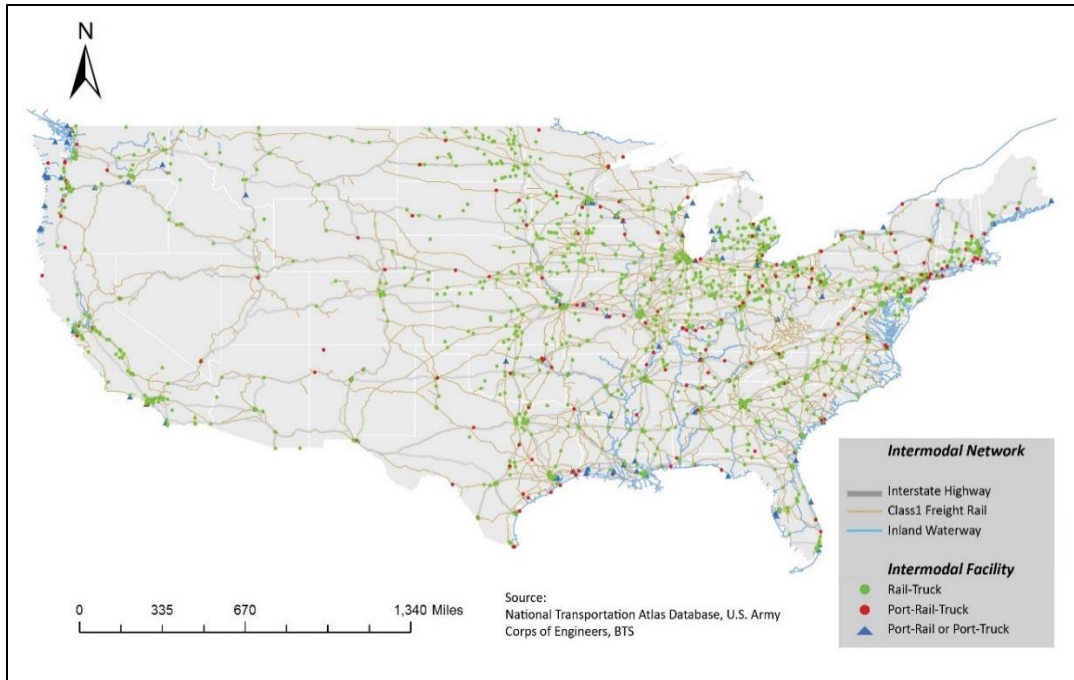 N
Intermodal Network
Interstate Highway
Class1 Freight Rail
Inland Waterway
Intermodal Facility
Rail-Truck
Port-Rail-Truck
Port-Rail or Port-Truck
0 335 670 1,340 Miles
Source:
National Transportation Atlas Database, U.S. Army
Corps of Engineers, BTS